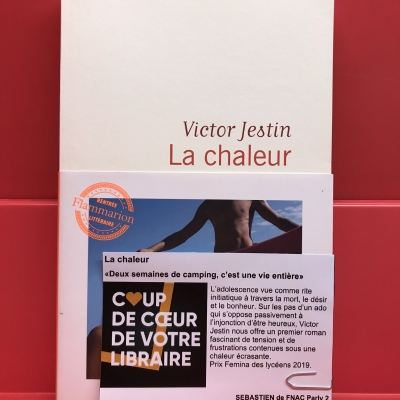 Victor Jestin
La chaleur
RENTRÉE
Flammarion
LITTÉRAIRE
La chaleur
«Deux semaines de camping, c'est une vie entière»
COUP
DE CŒUR
DE VOTRE
LIBRAIRE
L'adolescence vue comme rite
initiatique à travers la mort, le désir
et le bonheur. Sur les pas d'un ado
qui s'oppose passivement à
l'injonction d'être heureux, Victor
Jestin nous offre un premier roman
fascinant de tension et de
frustrations contenues sous une
chaleur écrasante.
Prix Femina des lycéens 2019.
SEBASTIEN de FNAC Parly 2